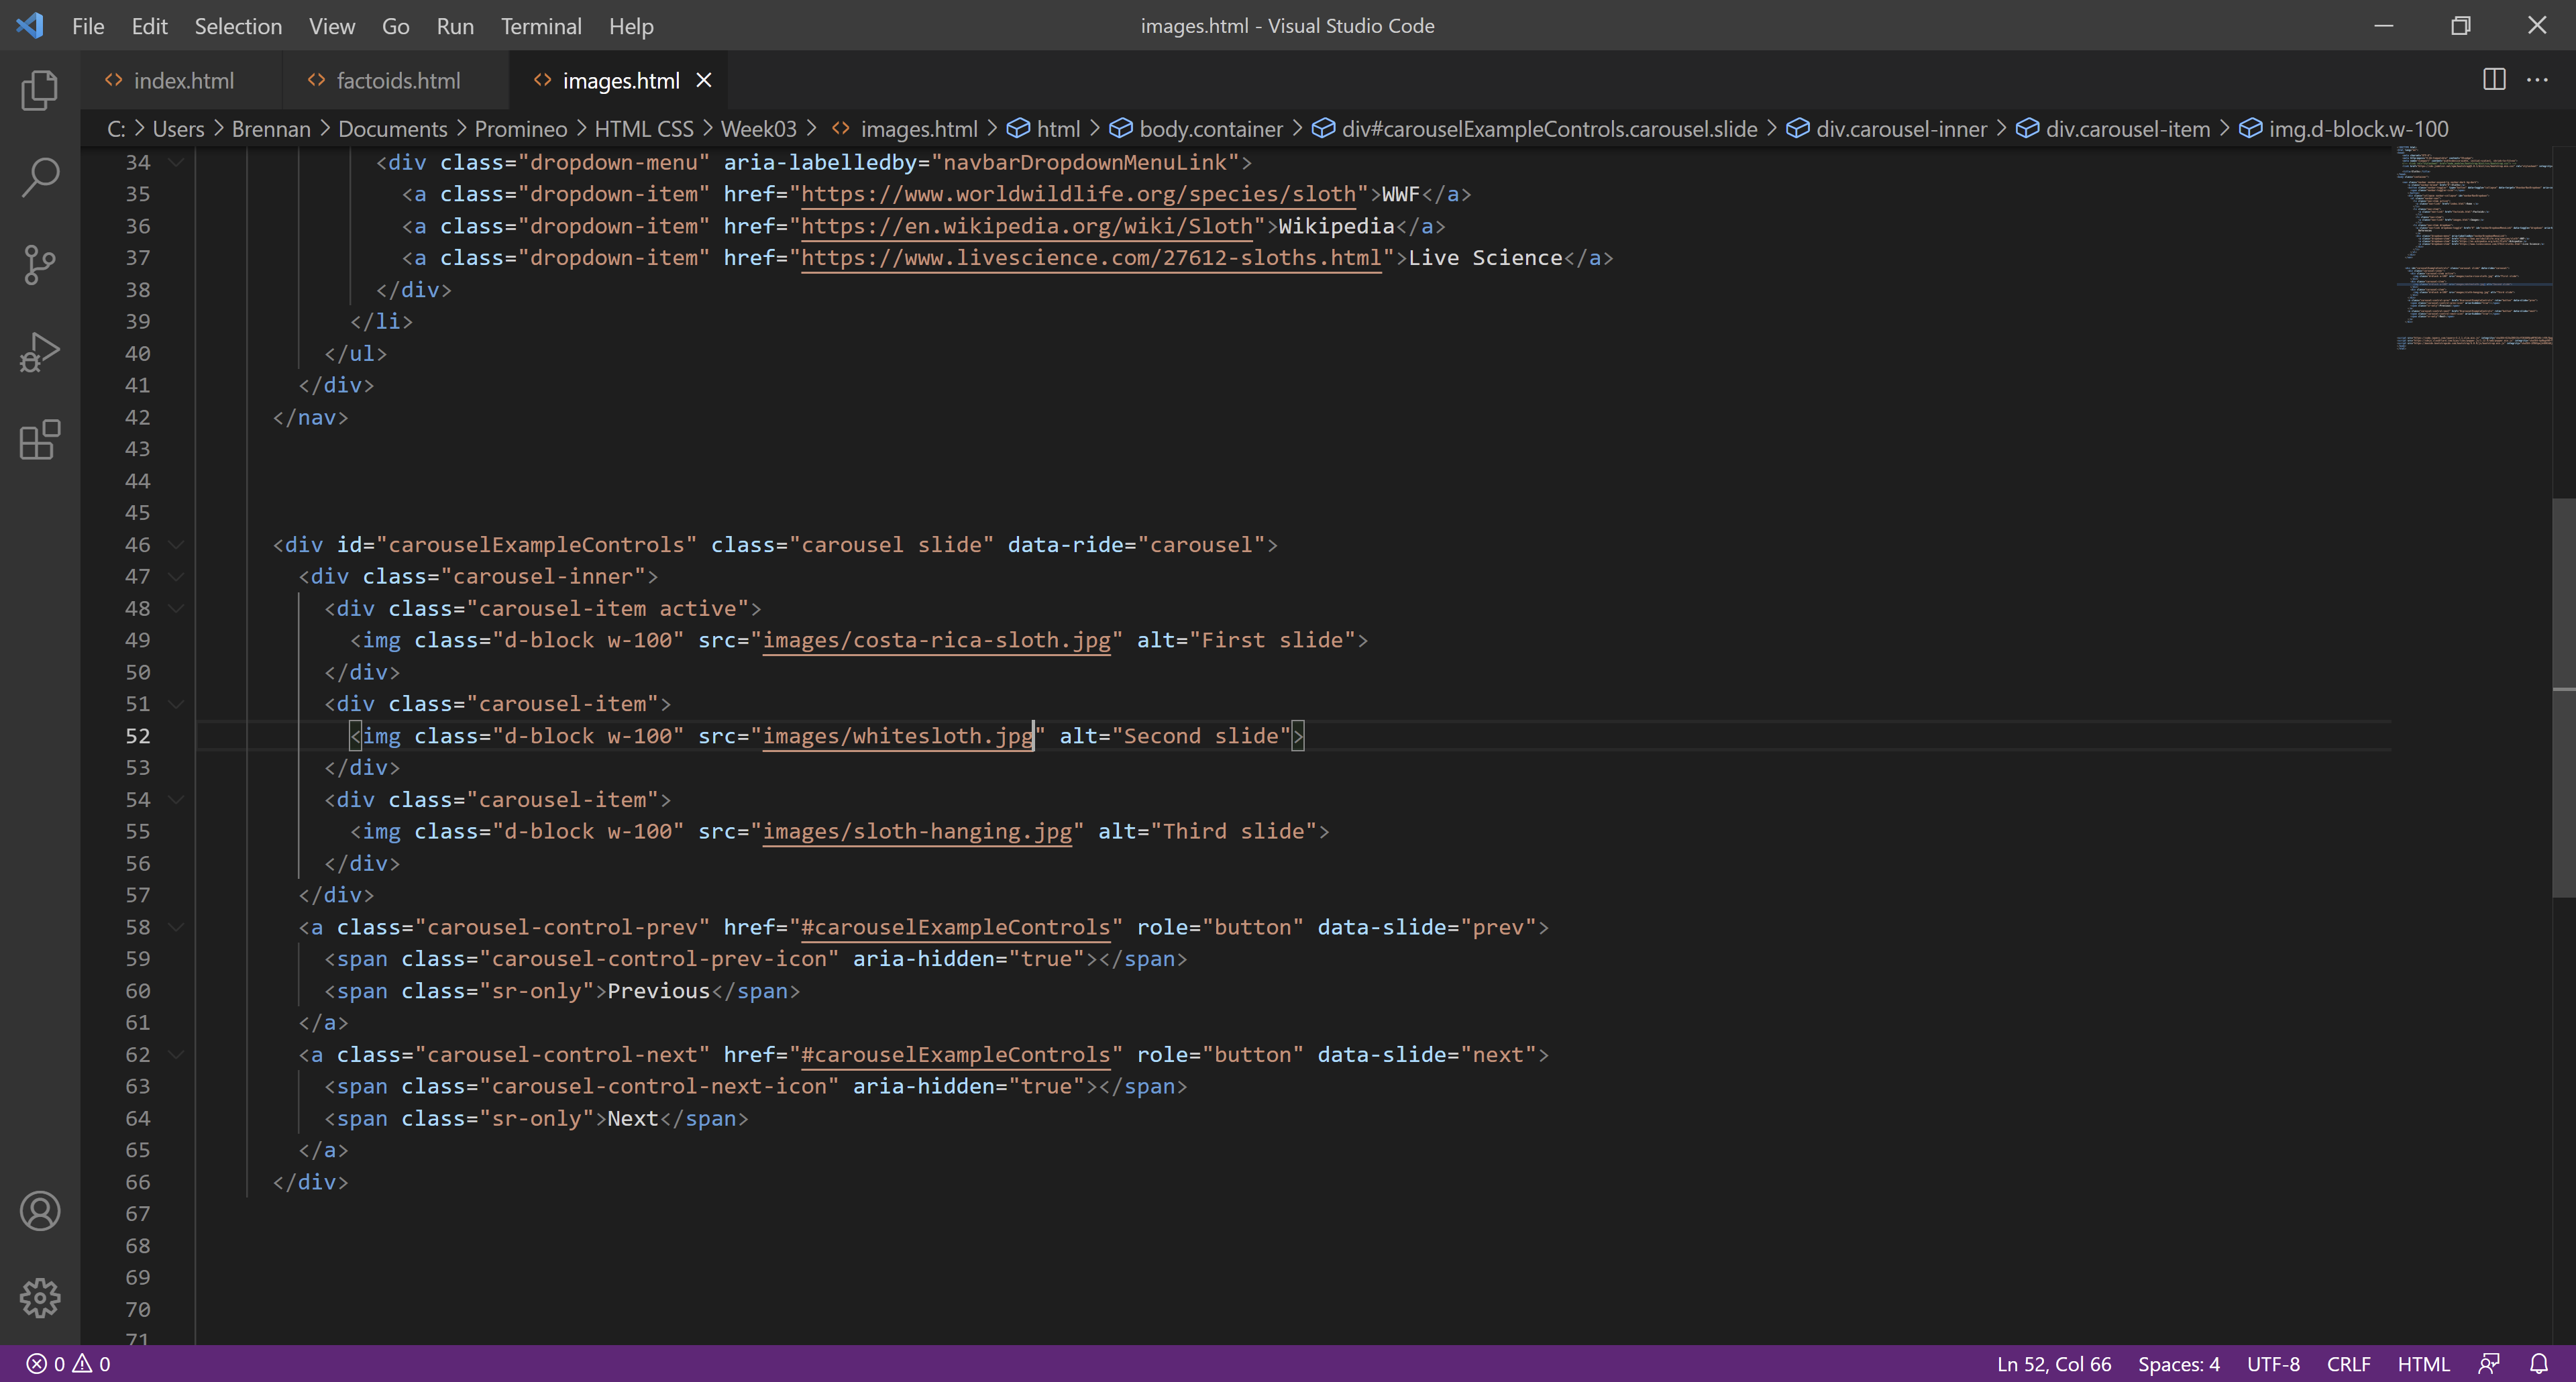 File Edit Selection View Go Run Terminal Help images.html - Visual Studio Code
index.html factoids.html images.html
C: > Users > Brennan > Documents > Promineo > HTML CSS > Week03 > images.html > html > body.container > div#carouselExampleControls.carousel.slide > div.carousel-inner > div.carousel-item > img.d-block.w-100
34 <div class="dropdown-menu" aria-labelledby="navbarDropdownMenuLink">
35 <a class="dropdown-item" href="https://www.worldwildlife.org/species/sloth">WWF</a>
36 <a class="dropdown-item" href="https://en.wikipedia.org/wiki/Sloth">Wikipedia</a>
37 <a class="dropdown-item" href="https://www.livescience.com/27612-sloths.html">Live Science</a>
38 </div>
39 </li>
40 </ul>
41 </div>
42 </nav>
43
44
45
46 <div id="carouselExampleControls" class="carousel slide" data-ride="carousel">
47 <div class="carousel-inner">
48 <div class="carousel-item active">
49 <img class="d-block w-100" src="images/costa-rica-sloth.jpg" alt="First slide">
50 </div>
51 <div class="carousel-item">
52 <img class="d-block w-100" src="images/whitesloth.jpg" alt="Second slide">
53 </div>
54 <div class="carousel-item">
55 <img class="d-block w-100" src="images/sloth-hanging.jpg" alt="Third slide">
56 </div>
57 </div>
58 <a class="carousel-control-prev" href="#carouselExampleControls" role="button" data-slide="prev">
59 <span class="carousel-control-prev-icon" aria-hidden="true"></span>
60 <span class="sr-only">Previous</span>
61 </a>
62 <a class="carousel-control-next" href="#carouselExampleControls" role="button" data-slide="next">
63 <span class="carousel-control-next-icon" aria-hidden="true"></span>
64 <span class="sr-only">Next</span>
65 </a>
66 </div>
67
68
69
70
71
0 0 Ln 52, Col 66 Spaces: 4 UTF-8 CRLF HTML